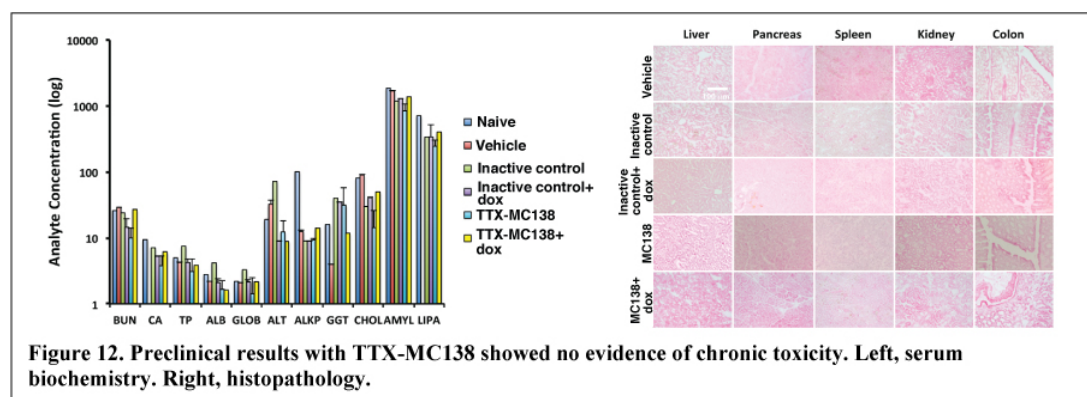 Analyte Concentration (log)
10000
1000
100
10
1
BUN CA TP ALB GLOB ALT ALKP GGT CHOL AMYL LIPA
Naive
Vehicle
Inactive control
Inactive control+
dox
TTX-MC138
TTX-MC138+
dox
Liver Pancreas Spleen Kidney Colon
Vehicle
Inactive
control
Inactive
control+
dox
MC138
MC138+
dox
Figure 12. Preclinical results with TTX-MC138 showed no evidence of chronic toxicity. Left, serum
biochemistry. Right, histopathology.